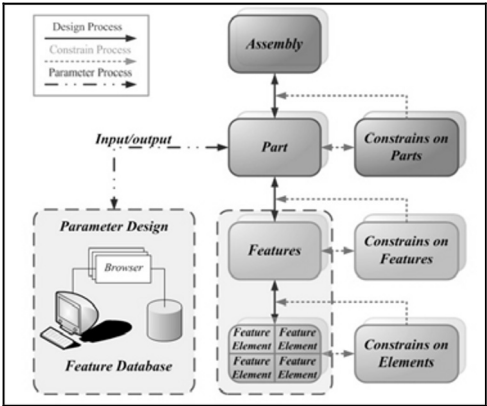 Design Process
Constrain Process
Parameter Process
Assembly
Input/output
Part
Constrains on
Parts
Parameter Design
Browser
Feature Database
Features
Constrains on
Features
Feature Feature
Element Element
Feature Feature
Element Element
Constrains on
Elements